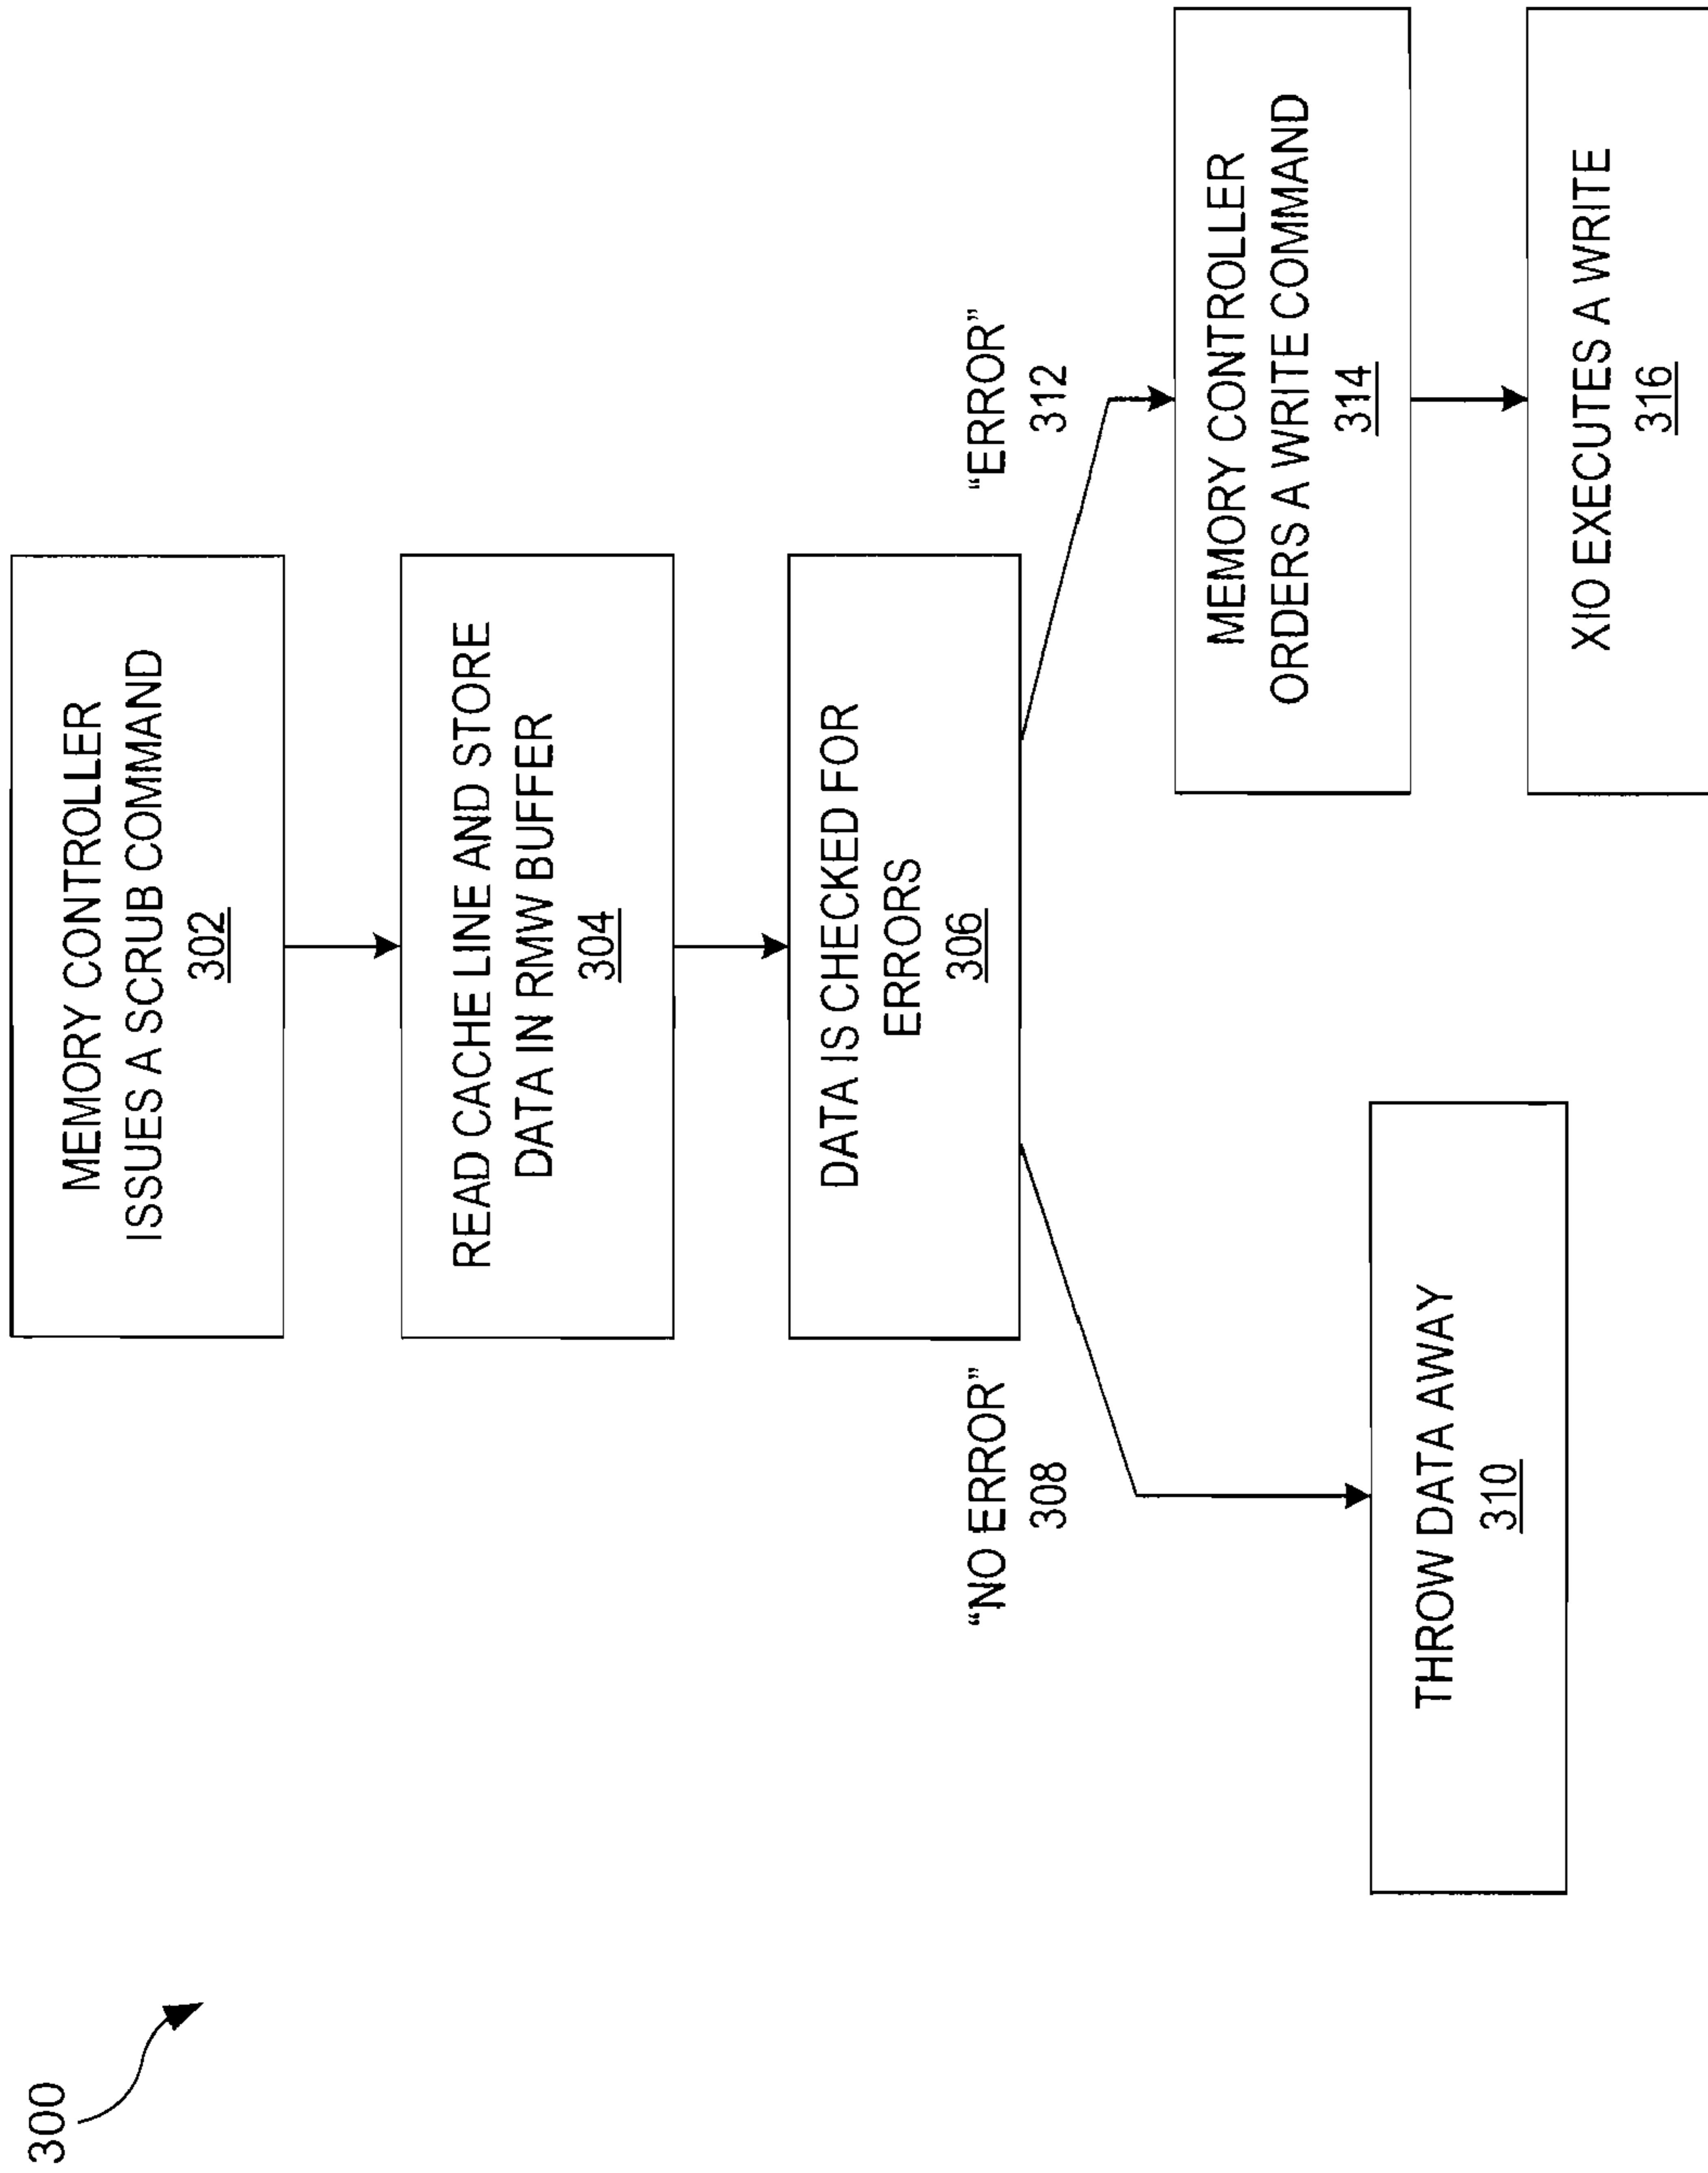 300
MEMORY CONTROLLER
ISSUES A SCRUB COMMAND
302
READ CACHE LINE AND STORE
DATA IN RMW BUFFER
304
DATA IS CHECKED FOR
ERRORS
306
“NO ERROR”
308
THROW DATA AWAY
310
“ERROR”
312
MEMORY CONTROLLER
ORDERS A WRITE COMMAND
314
XIO EXECUTES A WRITE
316